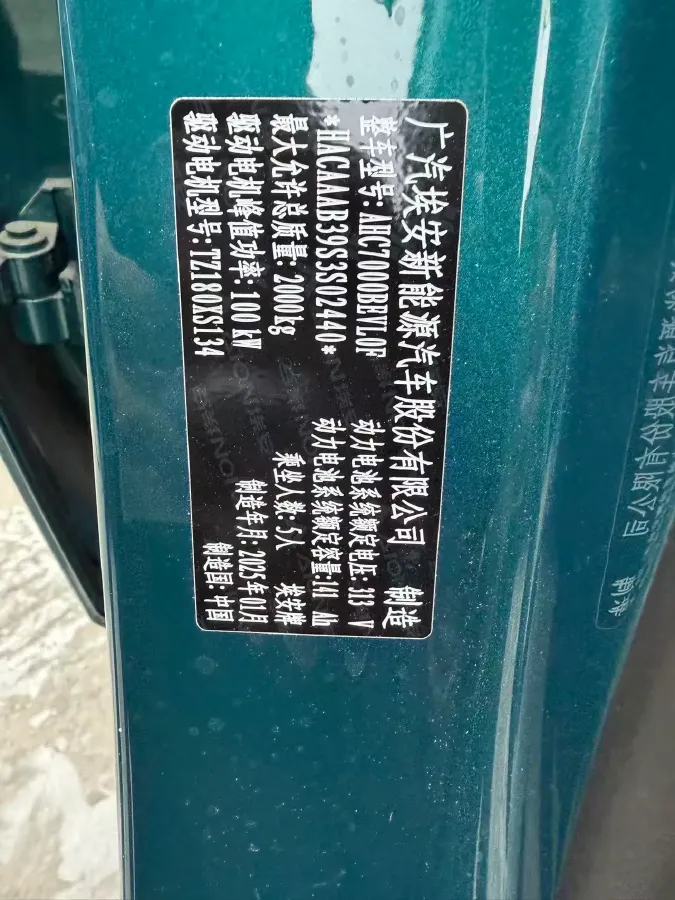 广汽埃安新能源汽车股份有限公司 制造
整车型号: AHC7000BEVL0F 动力电池系统额定电压: 313 V
*HACAAAB39S3S02440* 动力电池系统额定容量:141 Ah
最大允许总质量: 2000kg 乘坐人数: 5人 埃安牌
驱动电机峰值功率: 100 kW 制造年月: 2025年01月
驱动电机型号: TZ180XS134 制造国: 中国